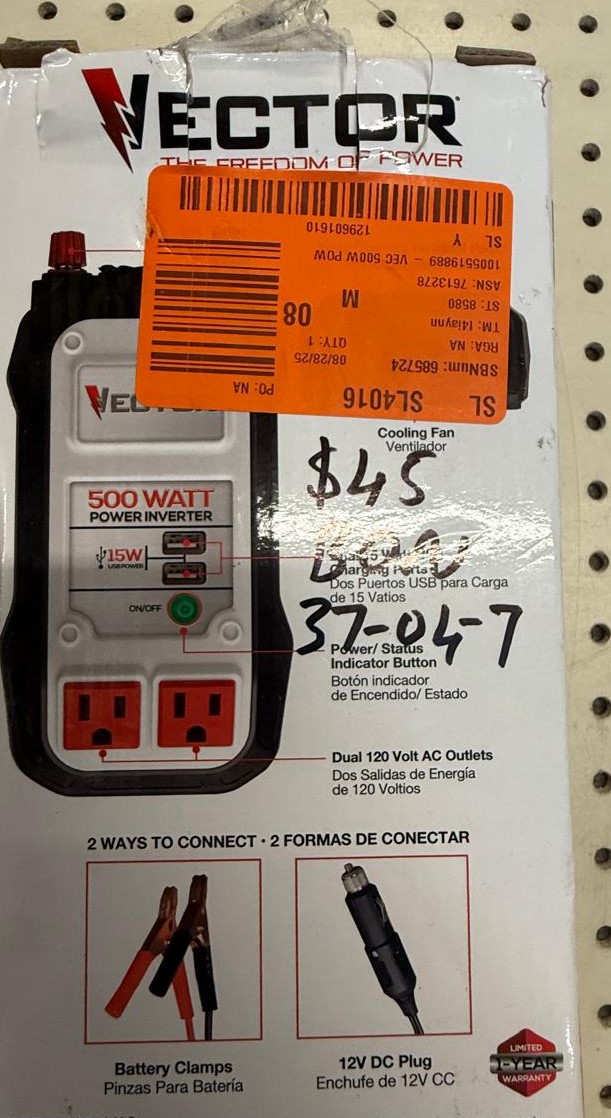 VECTOR
THE FREEDOM OF POWER
SL SL4016
SBNum: 685724
RGA: NA
TM: t4laynn
ST: 8580
ASN: 7613278
1005519889 - VEC 500W POW
SL Y
08/28/25
QTY: 1
PO: NA
08
M
129601610
VECTOR
Cooling Fan
Ventilador
$45
500 WATT
POWER INVERTER
15W
USB POWER
Charging Ports
Dos Puertos USB para Carga
de 15 Vatios
ON/OFF
37-04-7
Power/ Status
Indicator Button
Botón indicador
de Encendido/ Estado
Dual 120 Volt AC Outlets
Dos Salidas de Energía
de 120 Voltios
2 WAYS TO CONNECT • 2 FORMAS DE CONECTAR
Battery Clamps
Pinzas Para Batería
12V DC Plug
Enchufe de 12V CC
LIMITED
1-YEAR
WARRANTY